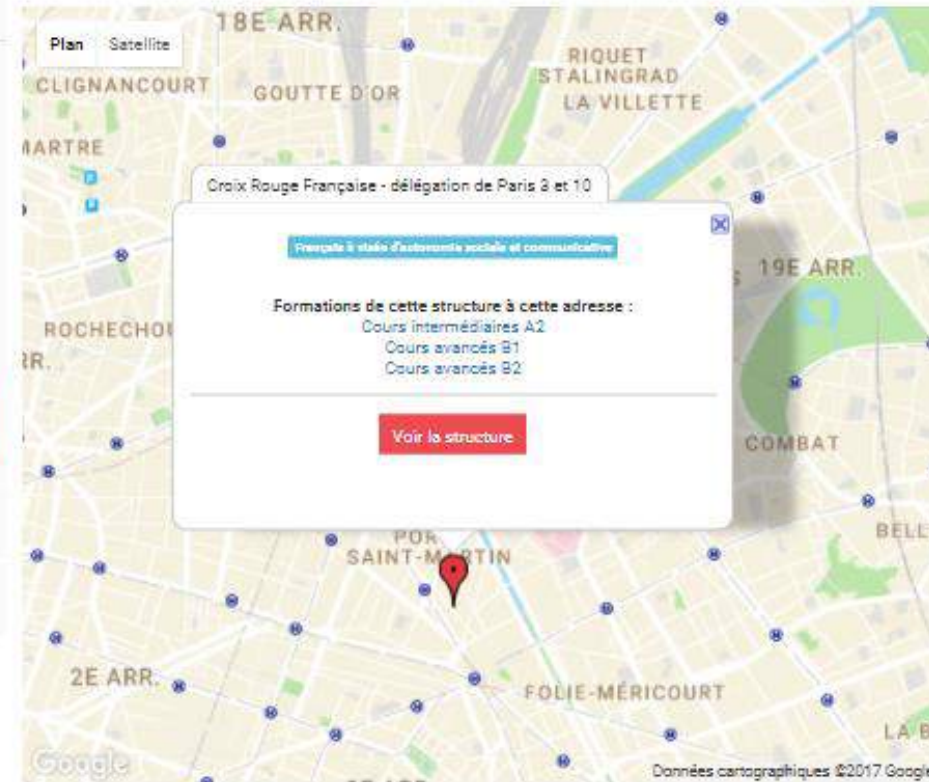 18E ARR.
Plan Satellite
RIQUET
STALINGRAD
LA VILLETTE
CLIGNANCOURT
GOUTTE D'OR
MARTRE
Croix Rouge Française - délégation de Paris 3 et 10
Français à visée d'autonomie sociale et communicative
19E ARR.
Formations de cette structure à cette adresse :
Cours intermédiaires A2
Cours avancés B1
Cours avancés B2
ROCHECHOU
RR.
Voir la structure
COMBAT
BELL
POR
SAINT-MARTIN
2E ARR.
FOLIE-MÉRICOURT
LA B
Google
Données cartographiques ©2017 Google